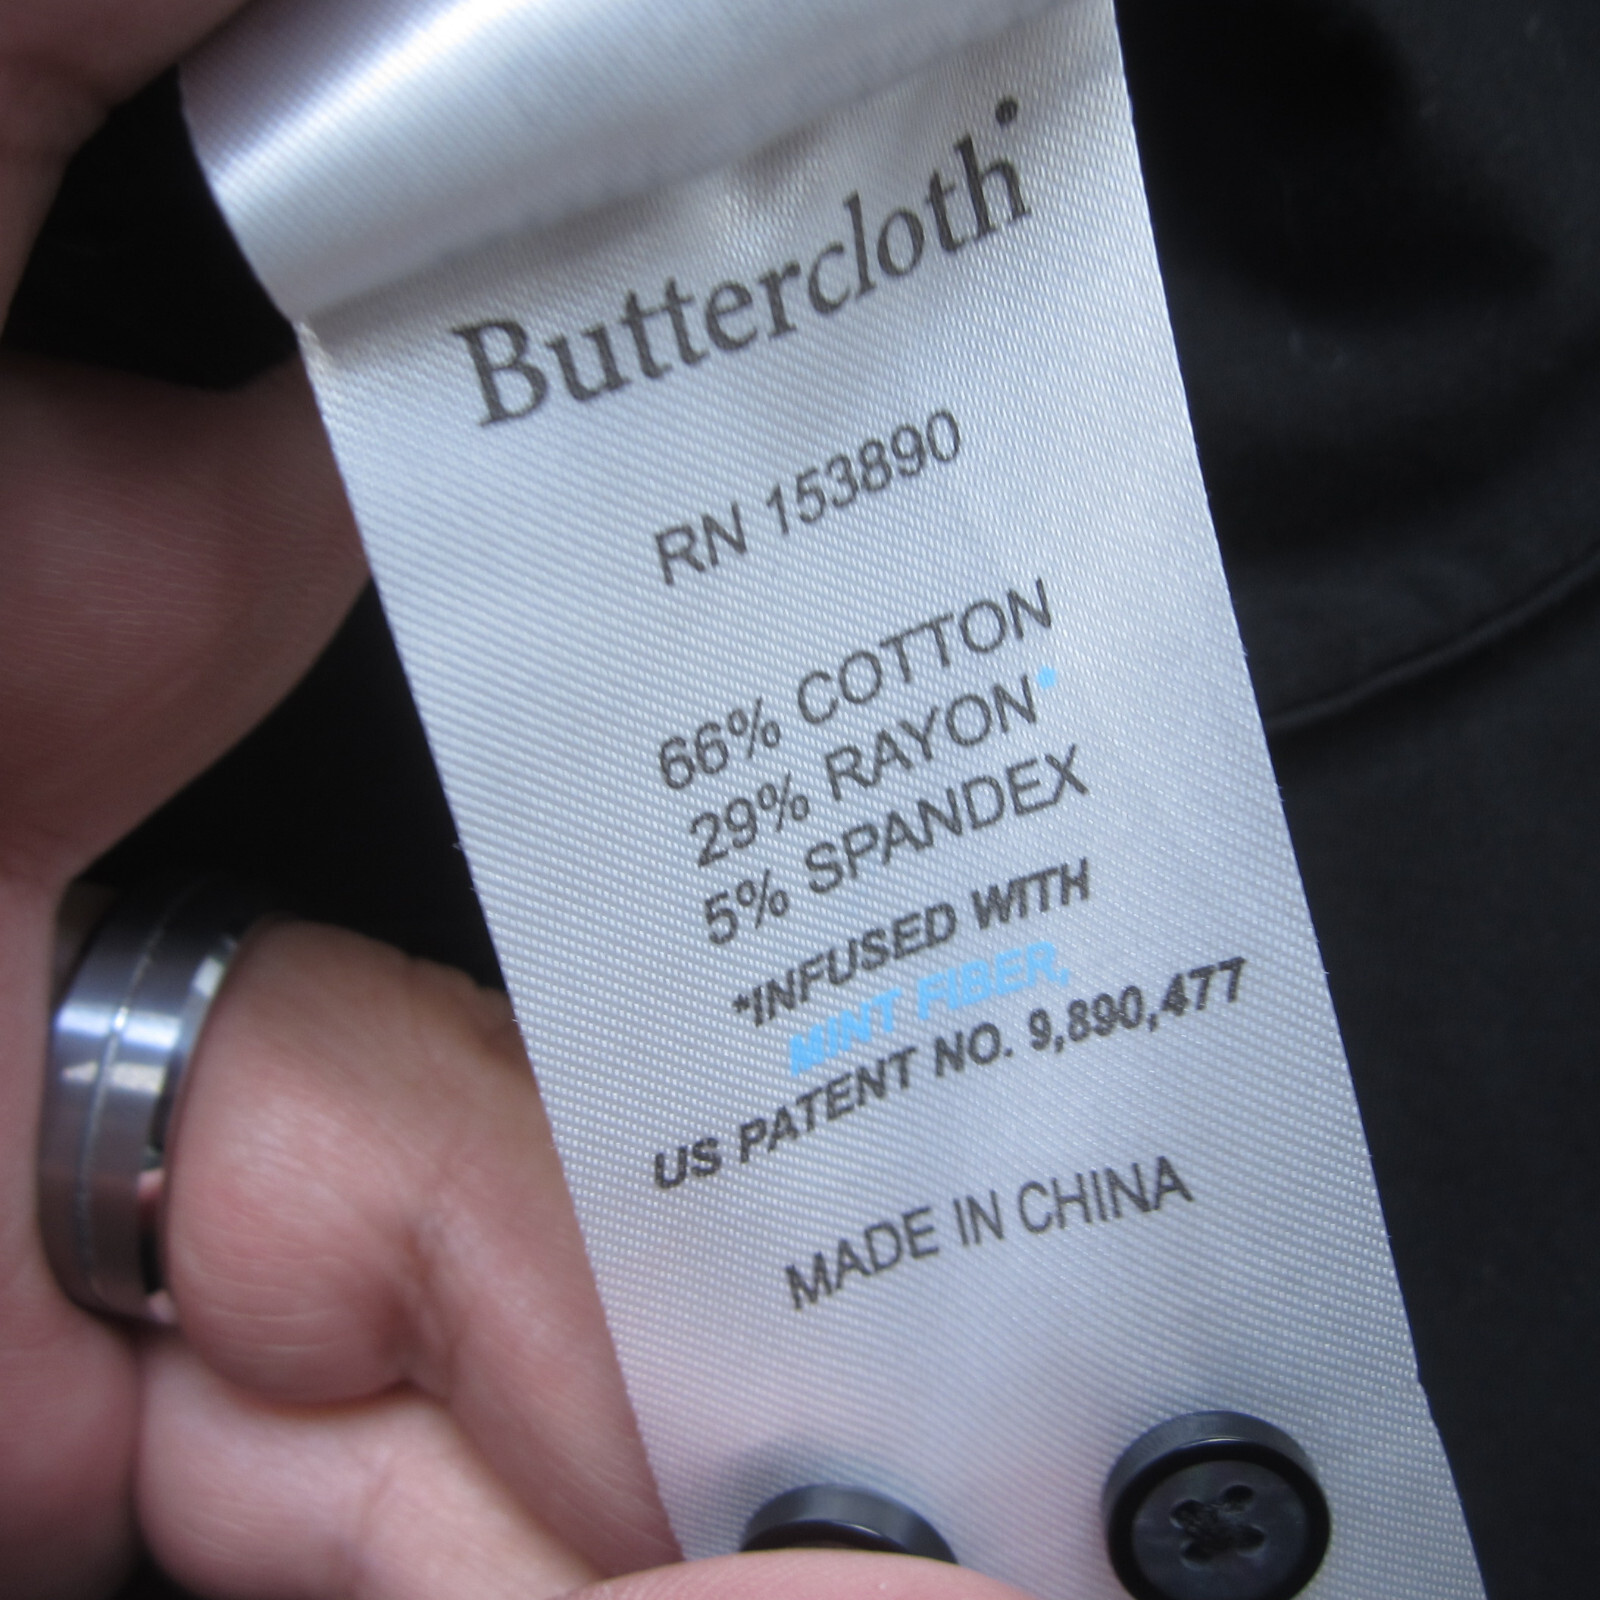 Buttercloth
RN 153890
66% COTTON
29% RAYON*
5% SPANDEX
*INFUSED WITH
MINT FIBER,
US PATENT NO. 9,890,477
MADE IN CHINA